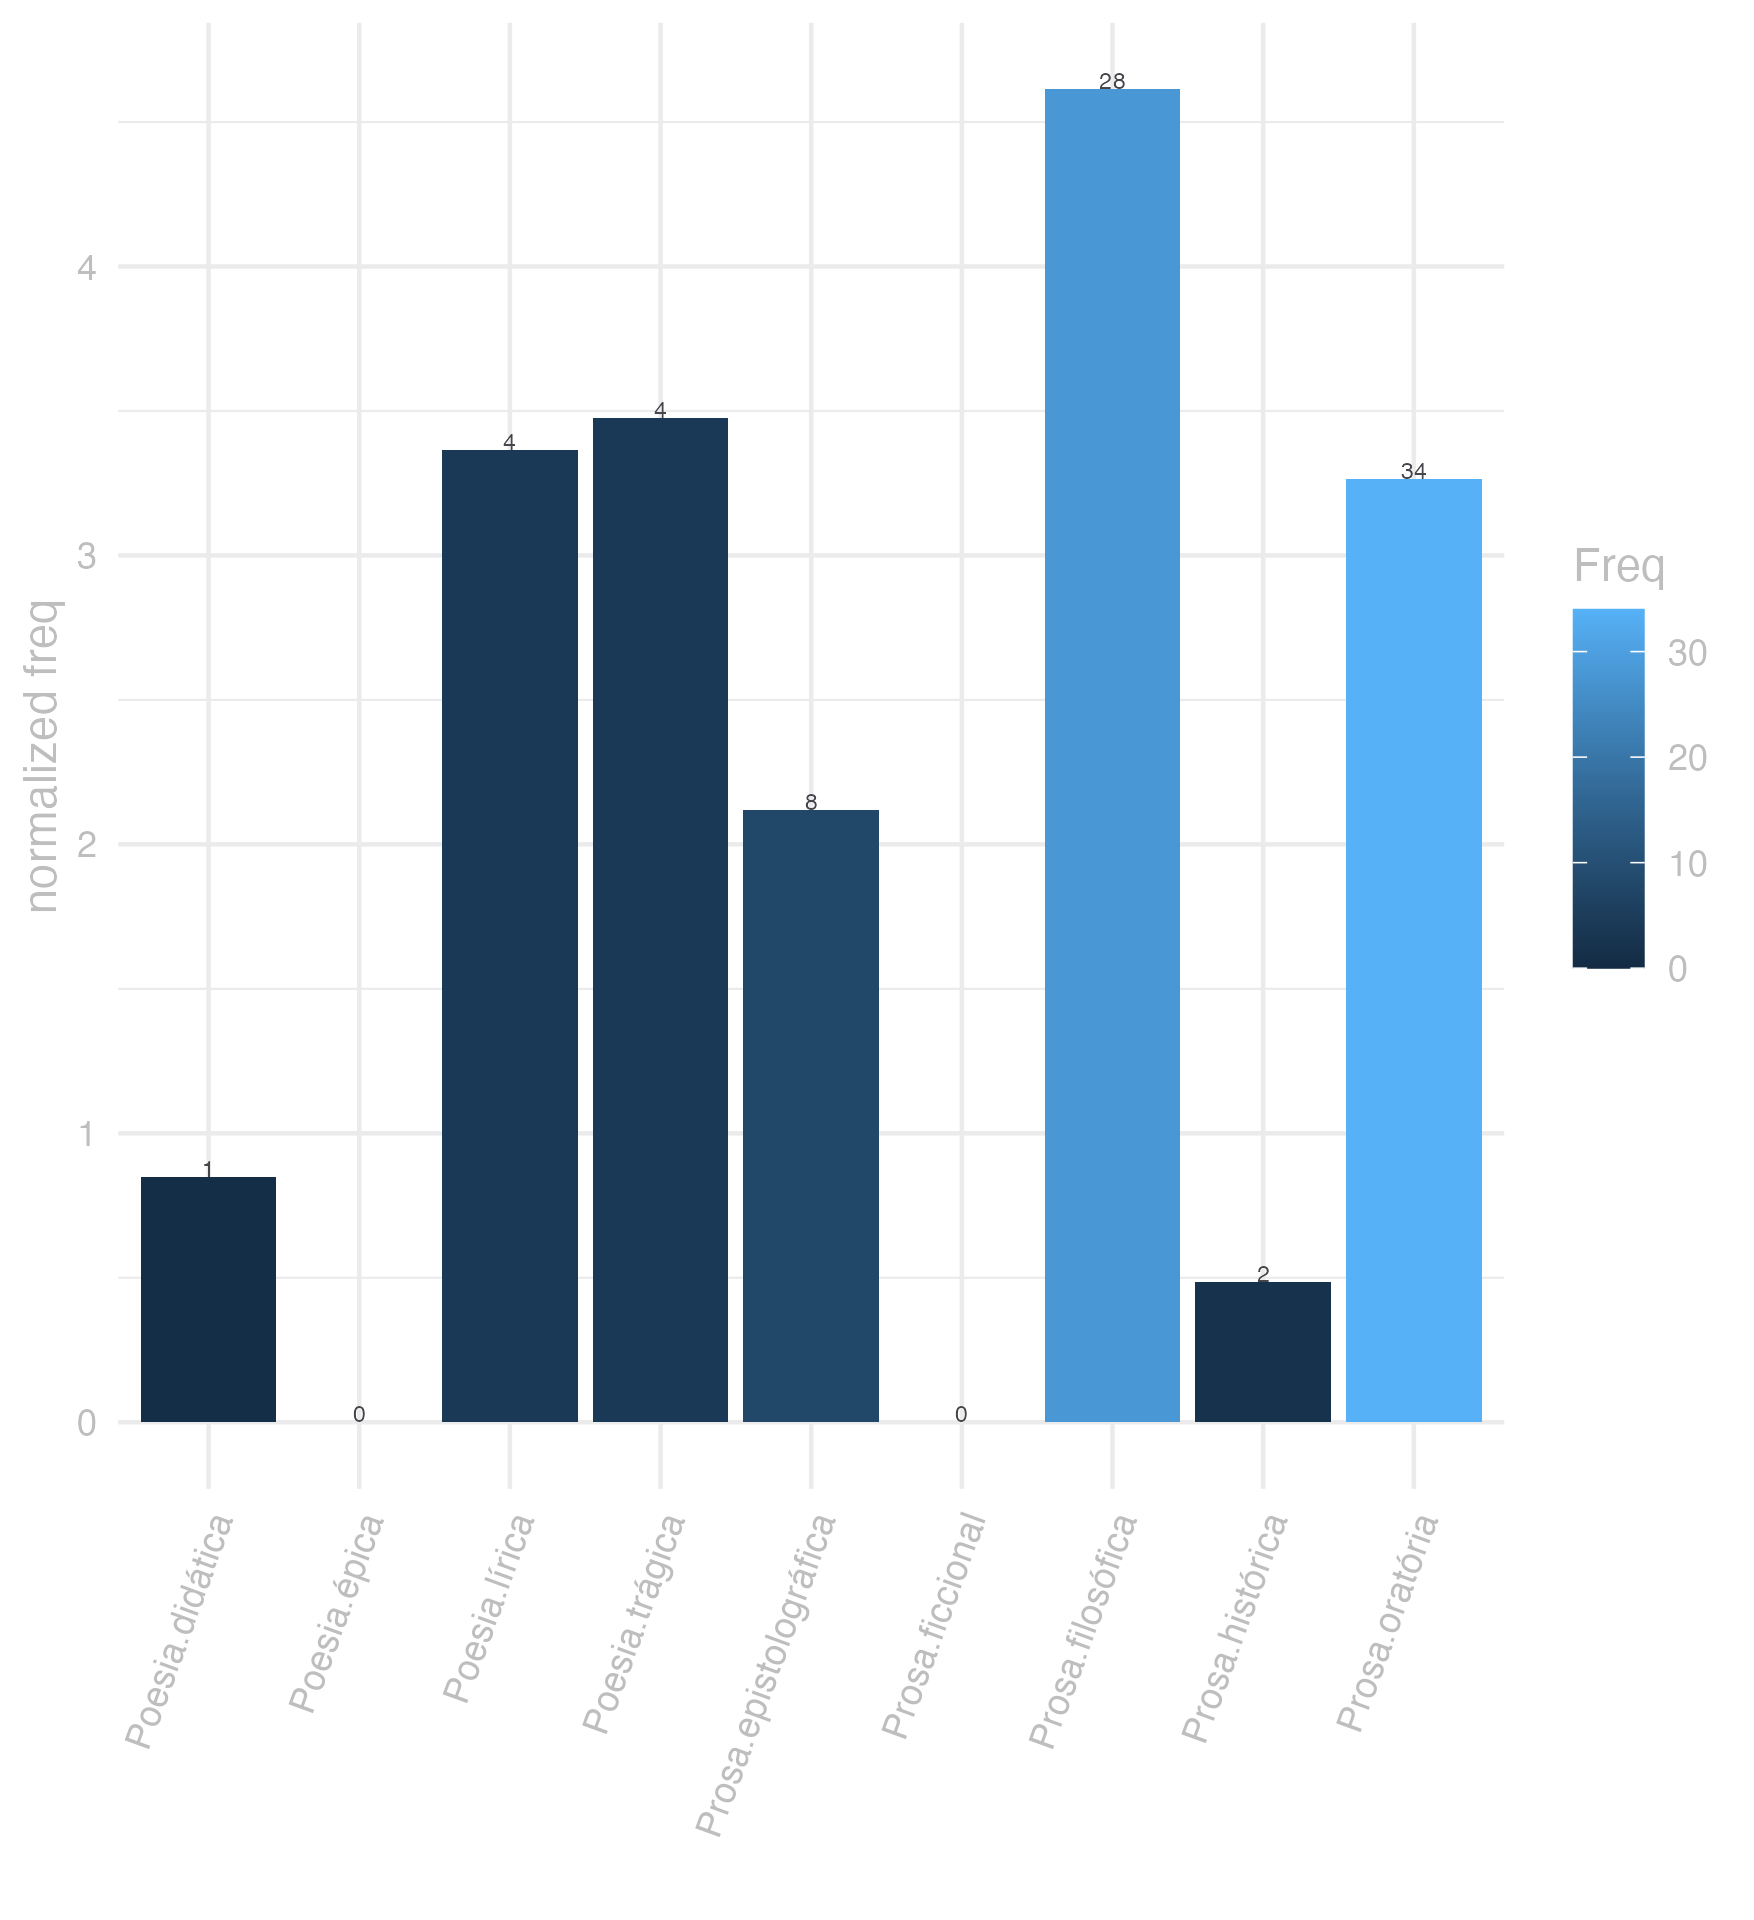 28
4
4
4
34
3
Freq
30
normalized freq
20
8
2
10
0
1
1
2
0
0
0
Poesia.didática
Poesia.épica
Poesia.lírica
Poesia.trágica
Prosa.epistolográfica
Prosa.ficcional
Prosa.filosófica
Prosa.histórica
Prosa.oratória